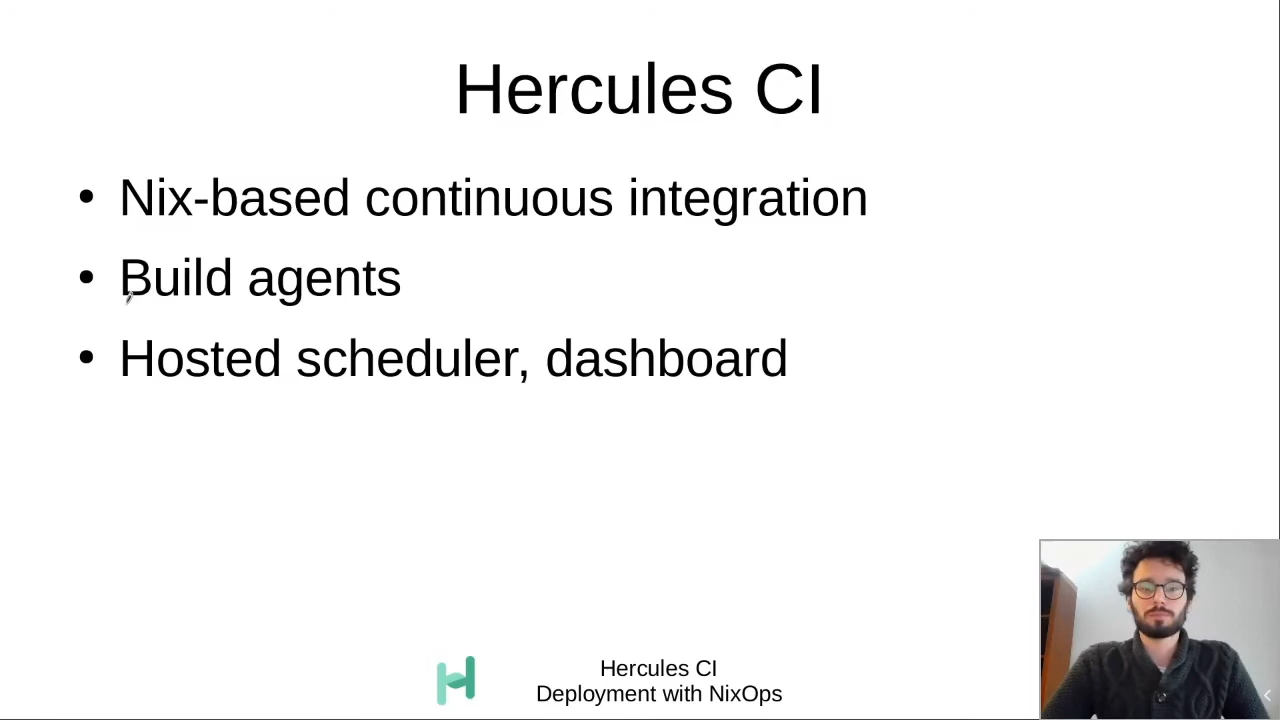 Hercules CI
• Nix-based continuous integration
• Build agents
• Hosted scheduler, dashboard
Hercules CI
Deployment with NixOps